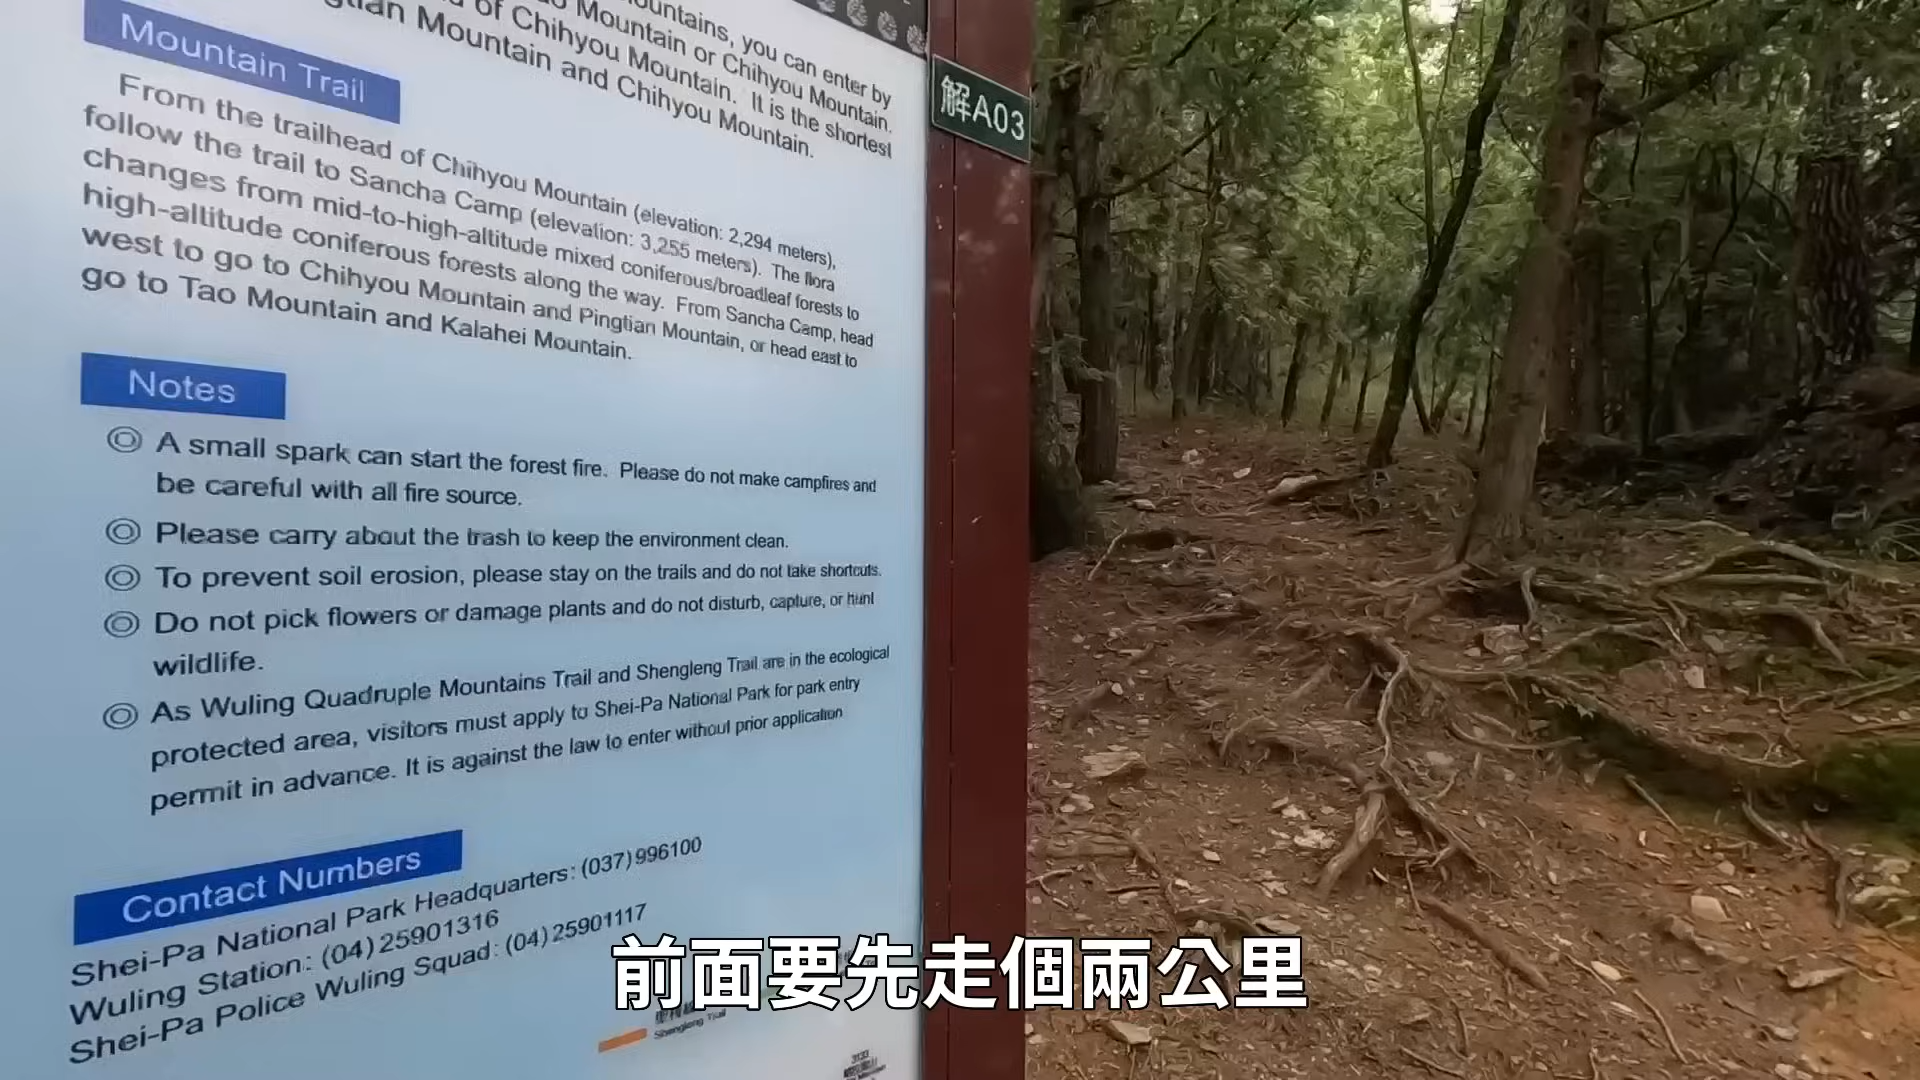 ountains, you can enter by
Mountain or Chihyou Mountain.
of Chihyou Mountain. It is the shortest
Mountain and Chihyou Mountain.
解A03
Mountain Trail
From the trailhead of Chihyou Mountain (elevation: 2,294 meters),
follow the trail to Sancha Camp (elevation: 3,255 meters). The flora
changes from mid-to-high-altitude mixed coniferous/broadleaf forests to
high-altitude coniferous forests along the way. From Sancha Camp, head
west to go to Chihyou Mountain and Pingtian Mountain, or head east to
go to Tao Mountain and Kalahei Mountain.
Notes
◎ A small spark can start the forest fire. Please do not make campfires and
be careful with all fire source.
◎ Please carry about the trash to keep the environment clean.
◎ To prevent soil erosion, please stay on the trails and do not take shortcuts.
◎ Do not pick flowers or damage plants and do not disturb, capture, or hunt
wildlife.
◎ As Wuling Quadruple Mountains Trail and Shengleng Trail are in the ecological
protected area, visitors must apply to Shei-Pa National Park for park entry
permit in advance. It is against the law to enter without prior application
Contact Numbers
Shei-Pa National Park Headquarters: (037)996100
Wuling Station: (04)25901316
Shei-Pa Police Wuling Squad: (04)25901117
前面要先走個兩公里
Shengleng Trail